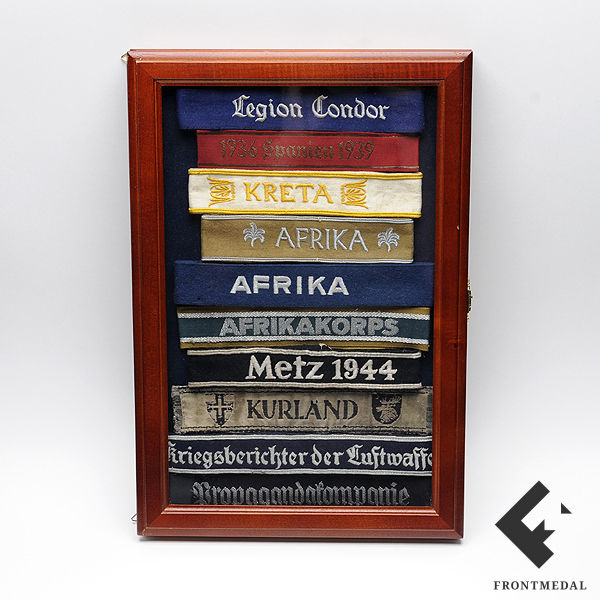 Legion Condor
1936 Spanien 1939
KRETA
AFRIKA
AFRIKA
AFRIKAKORPS
Metz 1944
KURLAND
Kriegsberichter der Luftwaffe
Propagandakompanie
FRONTMEDAL